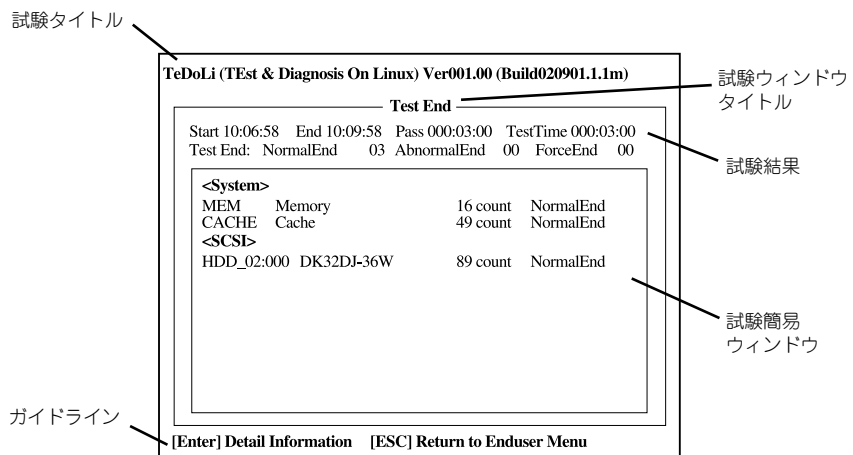 試験タイトル
TeDoLi (TEst & Diagnosis On Linux) Ver001.00 (Build020901.1.1m)
試験ウィンドウ
タイトル
Test End
Start 10:06:58 End 10:09:58 Pass 000:03:00 TestTime 000:03:00
Test End: NormalEnd 03 AbnormalEnd 00 ForceEnd 00
試験結果
<System>
MEM Memory 16 count NormalEnd
CACHE Cache 49 count NormalEnd
<SCSI>
HDD_02:000 DK32DJ-36W 89 count NormalEnd
試験簡易
ウィンドウ
ガイドライン
[Enter] Detail Information [ESC] Return to Enduser Menu